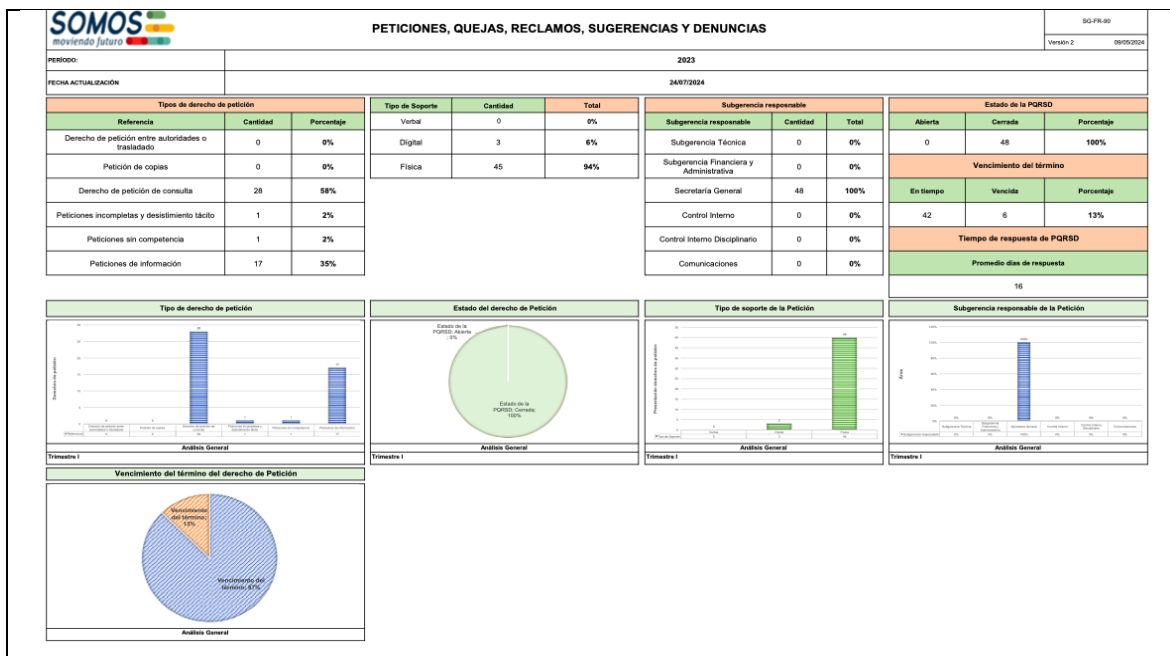 SOMOS
moviendo futuro
PETICIONES, QUEJAS, RECLAMOS, SUGERENCIAS Y DENUNCIAS
SG-FR-90
Versión 2 09/05/2024
PERÍODO: 2023
FECHA ACTUALIZACIÓN 24/07/2024
Tipos de derecho de petición
Referencia Cantidad Porcentaje
Derecho de petición entre autoridades o trasladado 0 0%
Petición de copias 0 0%
Derecho de petición de consulta 28 58%
Peticiones incompletas y desistimiento tácito 1 2%
Peticiones sin competencia 1 2%
Peticiones de información 17 35%
Tipo de Soporte Cantidad Total
Verbal 0 0%
Digital 3 6%
Física 45 94%
Subgerencia resposnable
Subgerencia resposnable Cantidad Total
Subgerencia Técnica 0 0%
Subgerencia Financiera y Administrativa 0 0%
Secretaría General 48 100%
Control Interno 0 0%
Control Interno Disciplinario 0 0%
Comunicaciones 0 0%
Estado de la PQRSD
Abierta Cerrada Porcentaje
0 48 100%
Vencimiento del término
En tiempo Vencida Porcentaje
42 6 13%
Tiempo de respuesta de PQRSD
Promedio días de respuesta
16
Tipo de derecho de petición
Análisis General
Trimestre I
Estado del derecho de Petición
Estado de la
PQRSD; Abierta
; 0%
Estado de la
PQRSD; Cerrada;
100%
Análisis General
Trimestre I
Tipo de soporte de la Petición
Análisis General
Trimestre I
Subgerencia responsable de la Petición
Área
Análisis General
Trimestre I
Vencimiento del término del derecho de Petición
Vencimiento
del término;
13%
Vencimiento del
término; 87%
Análisis General